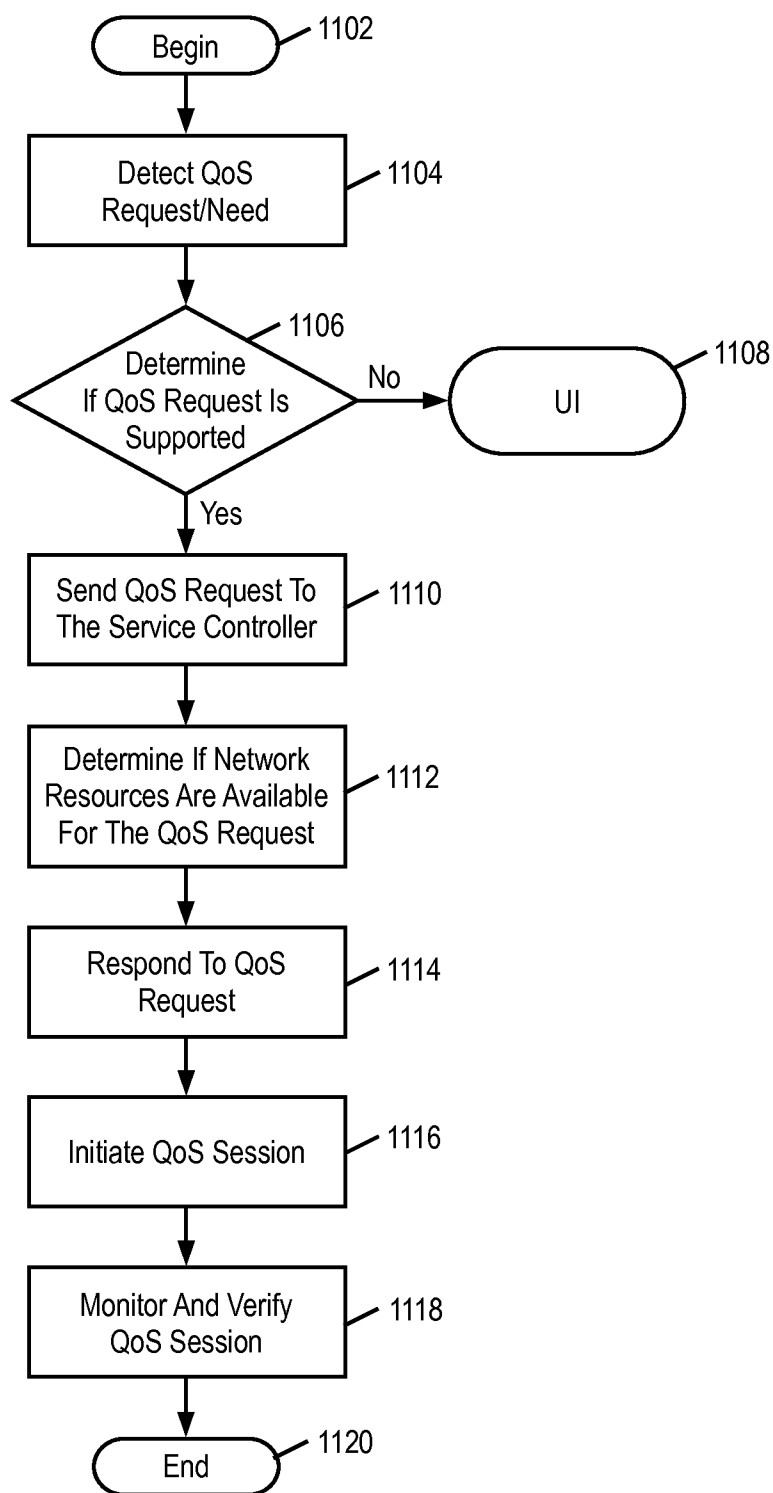 Begin
1102
Detect QoS
Request/Need
1104
1106
Determine
If QoS Request Is
Supported
No
UI
1108
Yes
Send QoS Request To
The Service Controller
1110
Determine If Network
Resources Are Available
For The QoS Request
1112
Respond To QoS
Request
1114
Initiate QoS Session
1116
Monitor And Verify
QoS Session
1118
End
1120